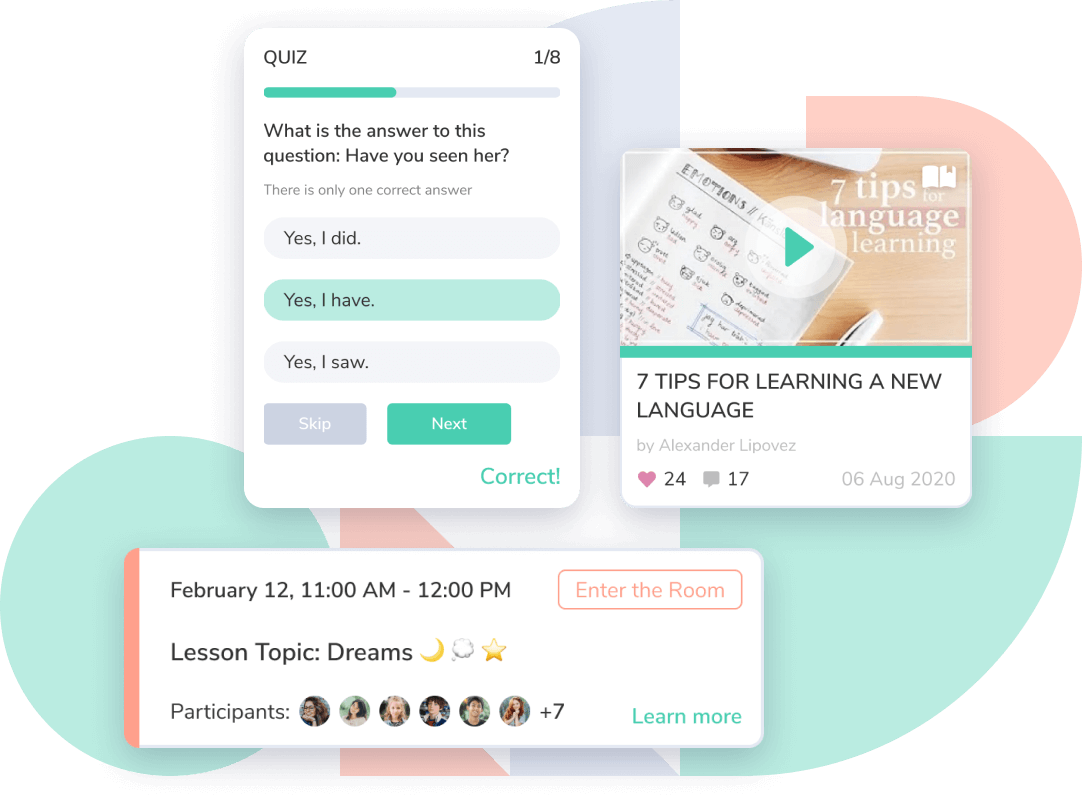 QUIZ 1/8
What is the answer to this
question: Have you seen her?
There is only one correct answer
Yes, I did.
Yes, I have.
Yes, I saw.
Skip Next
Correct!
EMOTIONS //
glad
happy
7 tips
for
language
learning
7 TIPS FOR LEARNING A NEW
LANGUAGE
by Alexander Lipovez
24 17 06 Aug 2020
February 12, 11:00 AM - 12:00 PM Enter the Room
Lesson Topic: Dreams 🌙 💭 ⭐
Participants: +7
Learn more